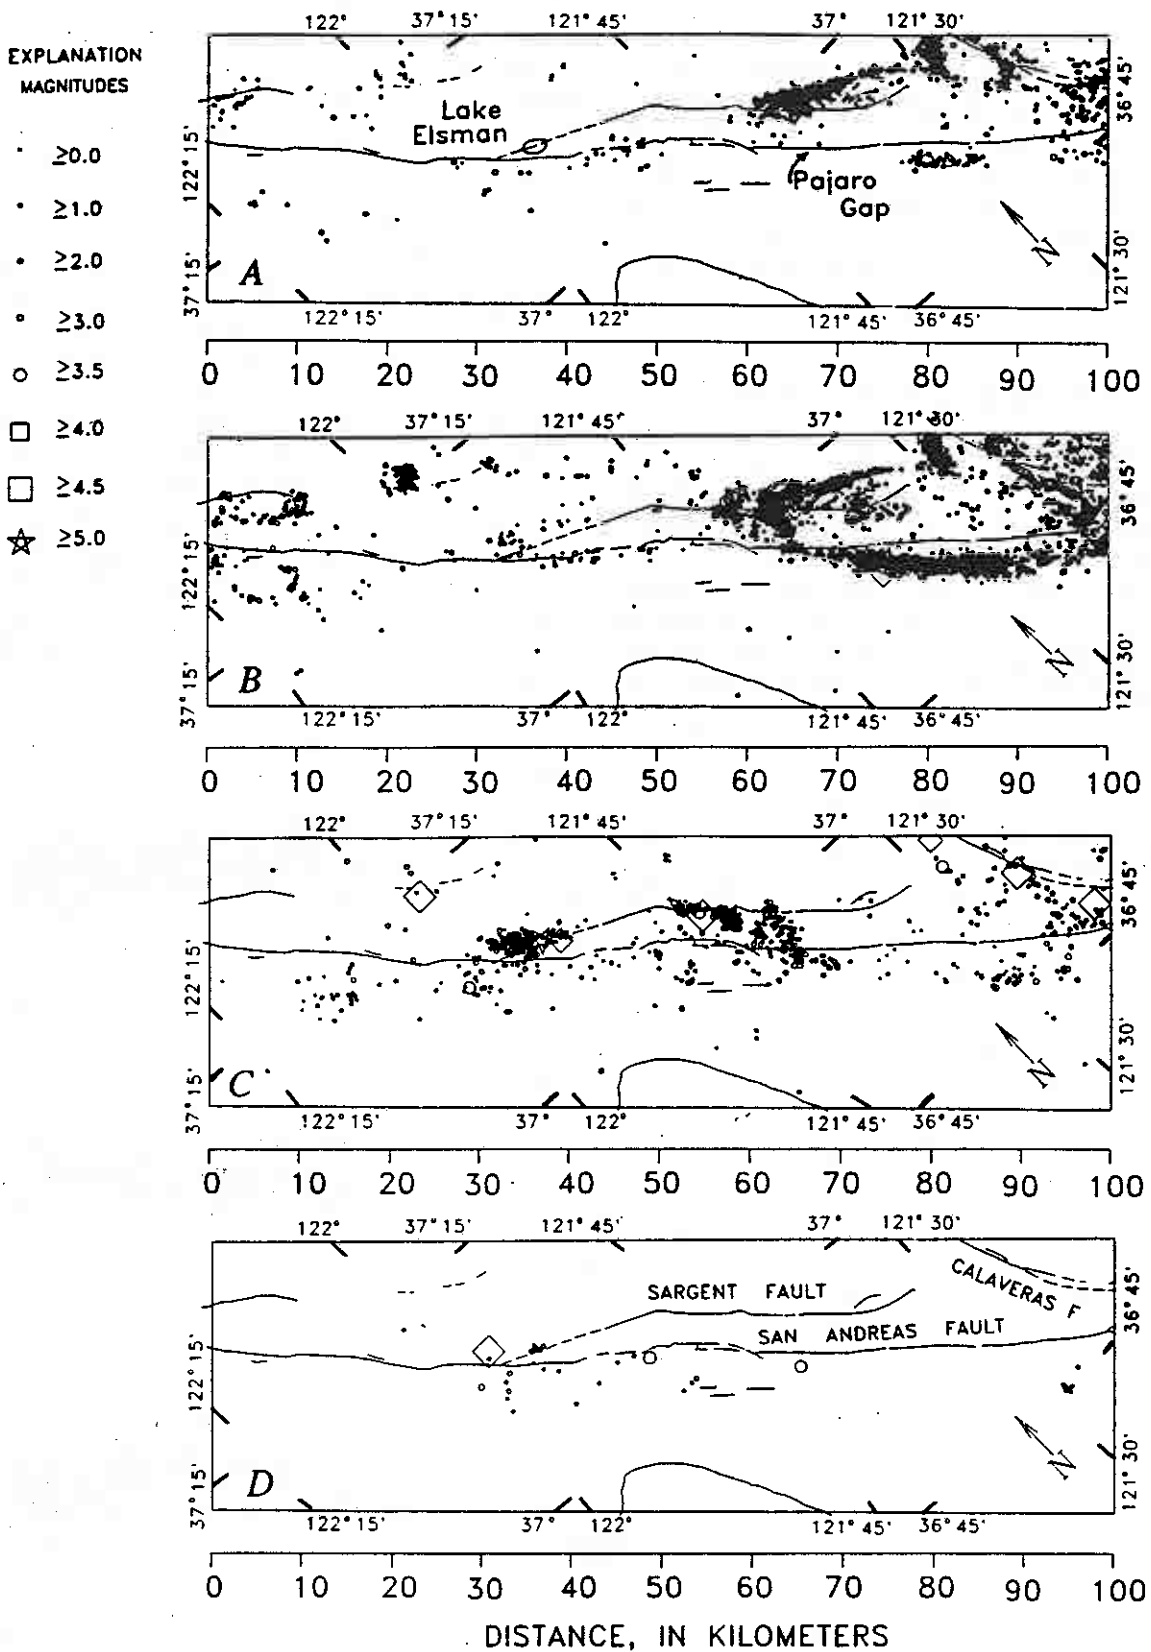 EXPLANATION
MAGNITUDES
≥0.0
≥1.0
≥2.0
≥3.0
≥3.5
≥4.0
≥4.5
≥5.0
122° 37° 15' 121° 45' 37° 121° 30'
Lake
Elsman
Pajaro
Gap
N
A
122° 15'
37° 15'
36° 45'
121° 30'
122° 15' 37° 122° 121° 45' 36° 45'
0 10 20 30 40 50 60 70 80 90 100
122° 37° 15' 121° 45' 37° 121° 30'
N
B
122° 15'
37° 15'
36° 45'
121° 30'
122° 15' 37° 122° 121° 45' 36° 45'
0 10 20 30 40 50 60 70 80 90 100
122° 37° 15' 121° 45' 37° 121° 30'
N
C
122° 15'
37° 15'
36° 45'
121° 30'
122° 15' 37° 122° 121° 45' 36° 45'
0 10 20 30 40 50 60 70 80 90 100
122° 37° 15' 121° 45' 37° 121° 30'
SARGENT FAULT
CALAVERAS F
SAN ANDREAS FAULT
N
D
122° 15'
37° 15'
36° 45'
121° 30'
122° 15' 37° 122° 121° 45' 36° 45'
0 10 20 30 40 50 60 70 80 90 100
DISTANCE, IN KILOMETERS